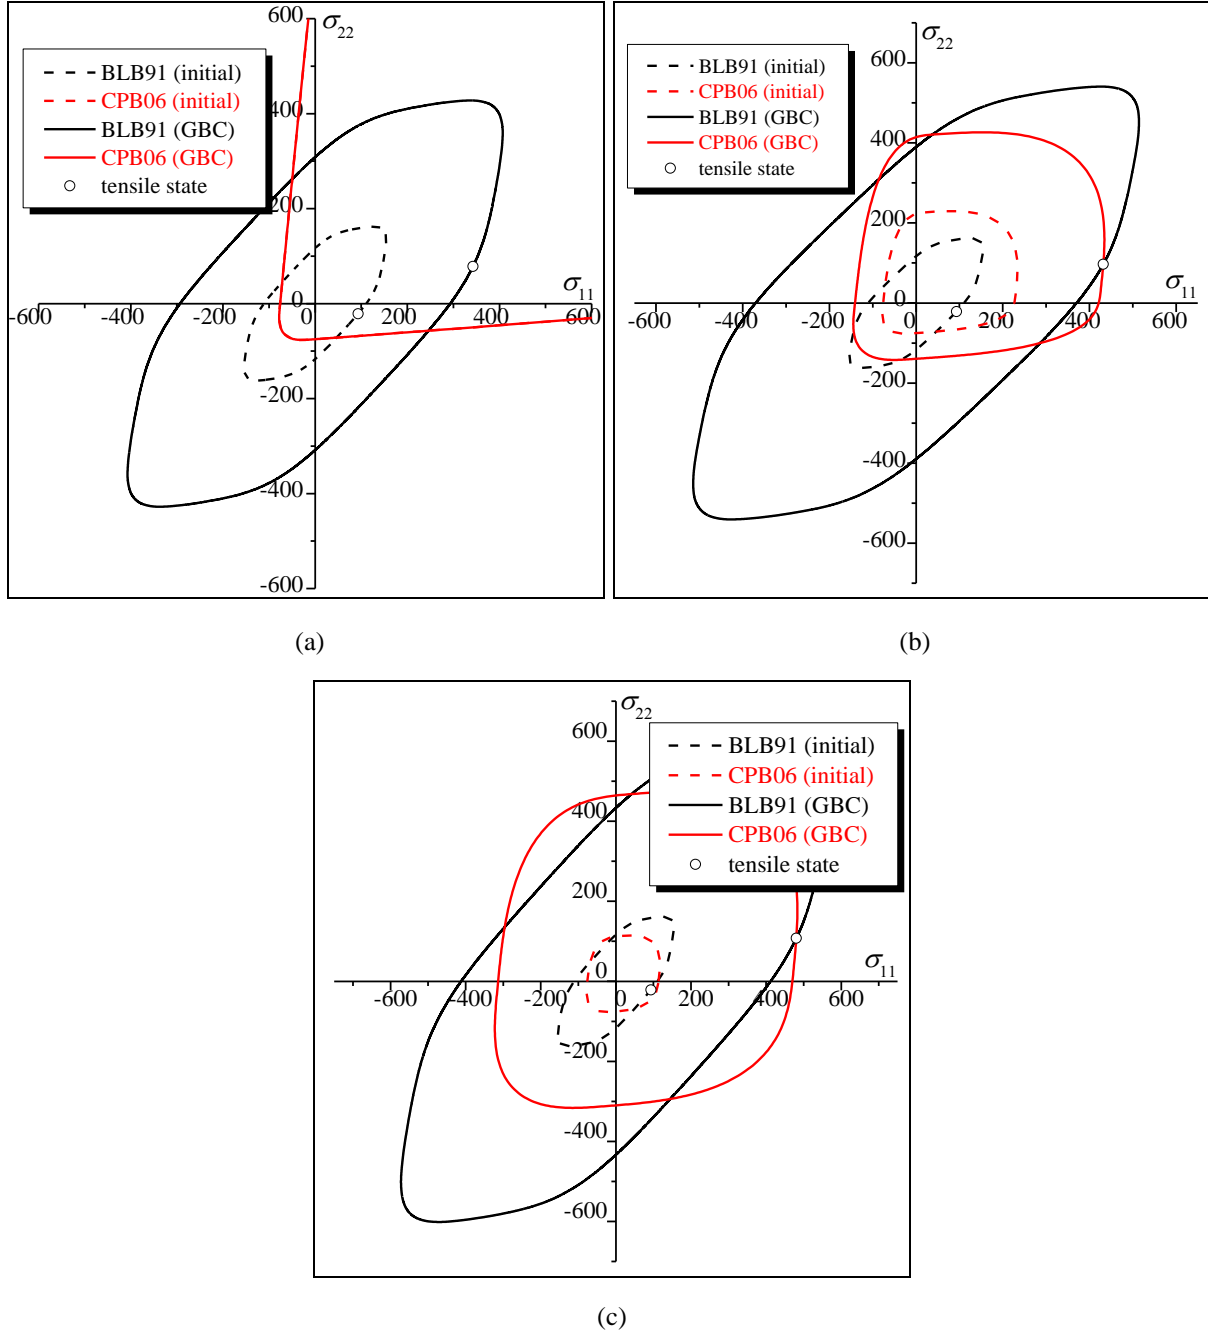 600
σ22
BLB91 (initial)
CPB06 (initial)
BLB91 (GBC)
CPB06 (GBC)
tensile state
400
200
σ11
-600 -400 -200 0 0 200 400 600
-200
-400
-600
(a)
σ22
600
BLB91 (initial)
CPB06 (initial)
BLB91 (GBC)
CPB06 (GBC)
tensile state
400
200
σ11
-600 -400 -200 0 0 200 400 600
-200
-400
-600
(b)
σ22
600
BLB91 (initial)
CPB06 (initial)
BLB91 (GBC)
CPB06 (GBC)
tensile state
400
200
σ11
-600 -400 -200 0 0 200 400 600
-200
-400
-600
(c)